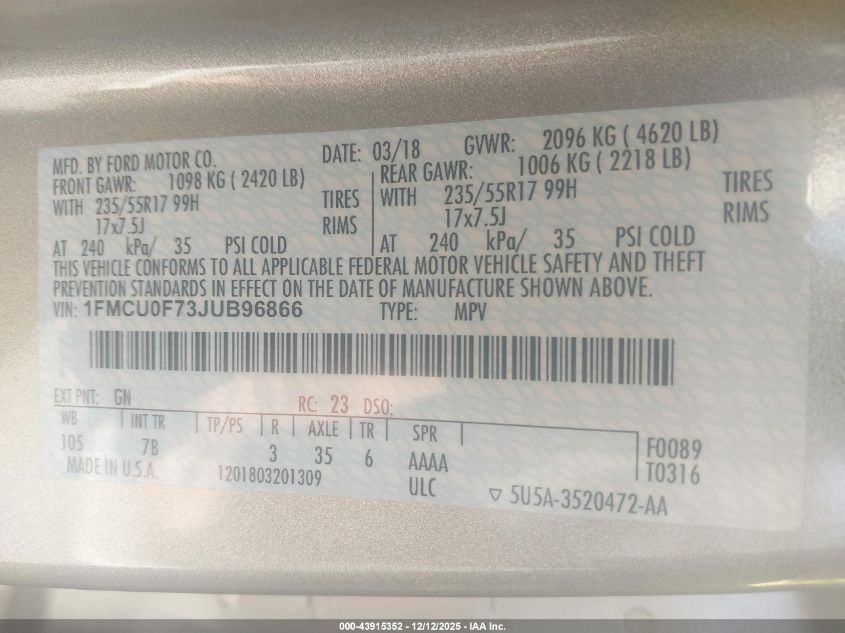 MFD. BY FORD MOTOR CO. DATE: 03/18 GVWR: 2096 KG ( 4620 LB)
FRONT GAWR: 1098 KG ( 2420 LB) REAR GAWR: 1006 KG ( 2218 LB)
WITH 235/55R17 99H TIRES WITH 235/55R17 99H TIRES
17x7.5J RIMS 17x7.5J RIMS
AT 240 kPa/ 35 PSI COLD AT 240 kPa/ 35 PSI COLD
THIS VEHICLE CONFORMS TO ALL APPLICABLE FEDERAL MOTOR VEHICLE SAFETY AND THEFT
PREVENTION STANDARDS IN EFFECT ON THE DATE OF MANUFACTURE SHOWN ABOVE.
VIN: 1FMCU0F73JUB96866 TYPE: MPV
EXT PNT: GN RC: 23 DSO:
WB INT TR TP/PS R AXLE TR SPR
105 7B 3 35 6 AAAA F0089
MADE IN U.S.A. 1201803201309 ULC T0316
5U5A-3520472-AA
000-43915352 - 12/12/2025 - IAA Inc.